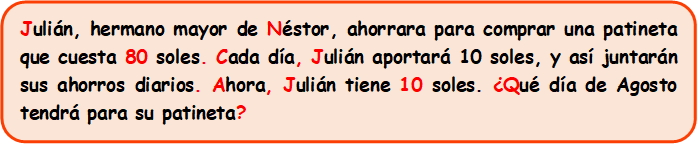 Julián, hermano mayor de Néstor, ahorrara para comprar una patineta
que cuesta 80 soles. Cada día, Julián aportará 10 soles, y así juntarán
sus ahorros diarios. Ahora, Julián tiene 10 soles. ¿Qué día de Agosto
tendrá para su patineta?